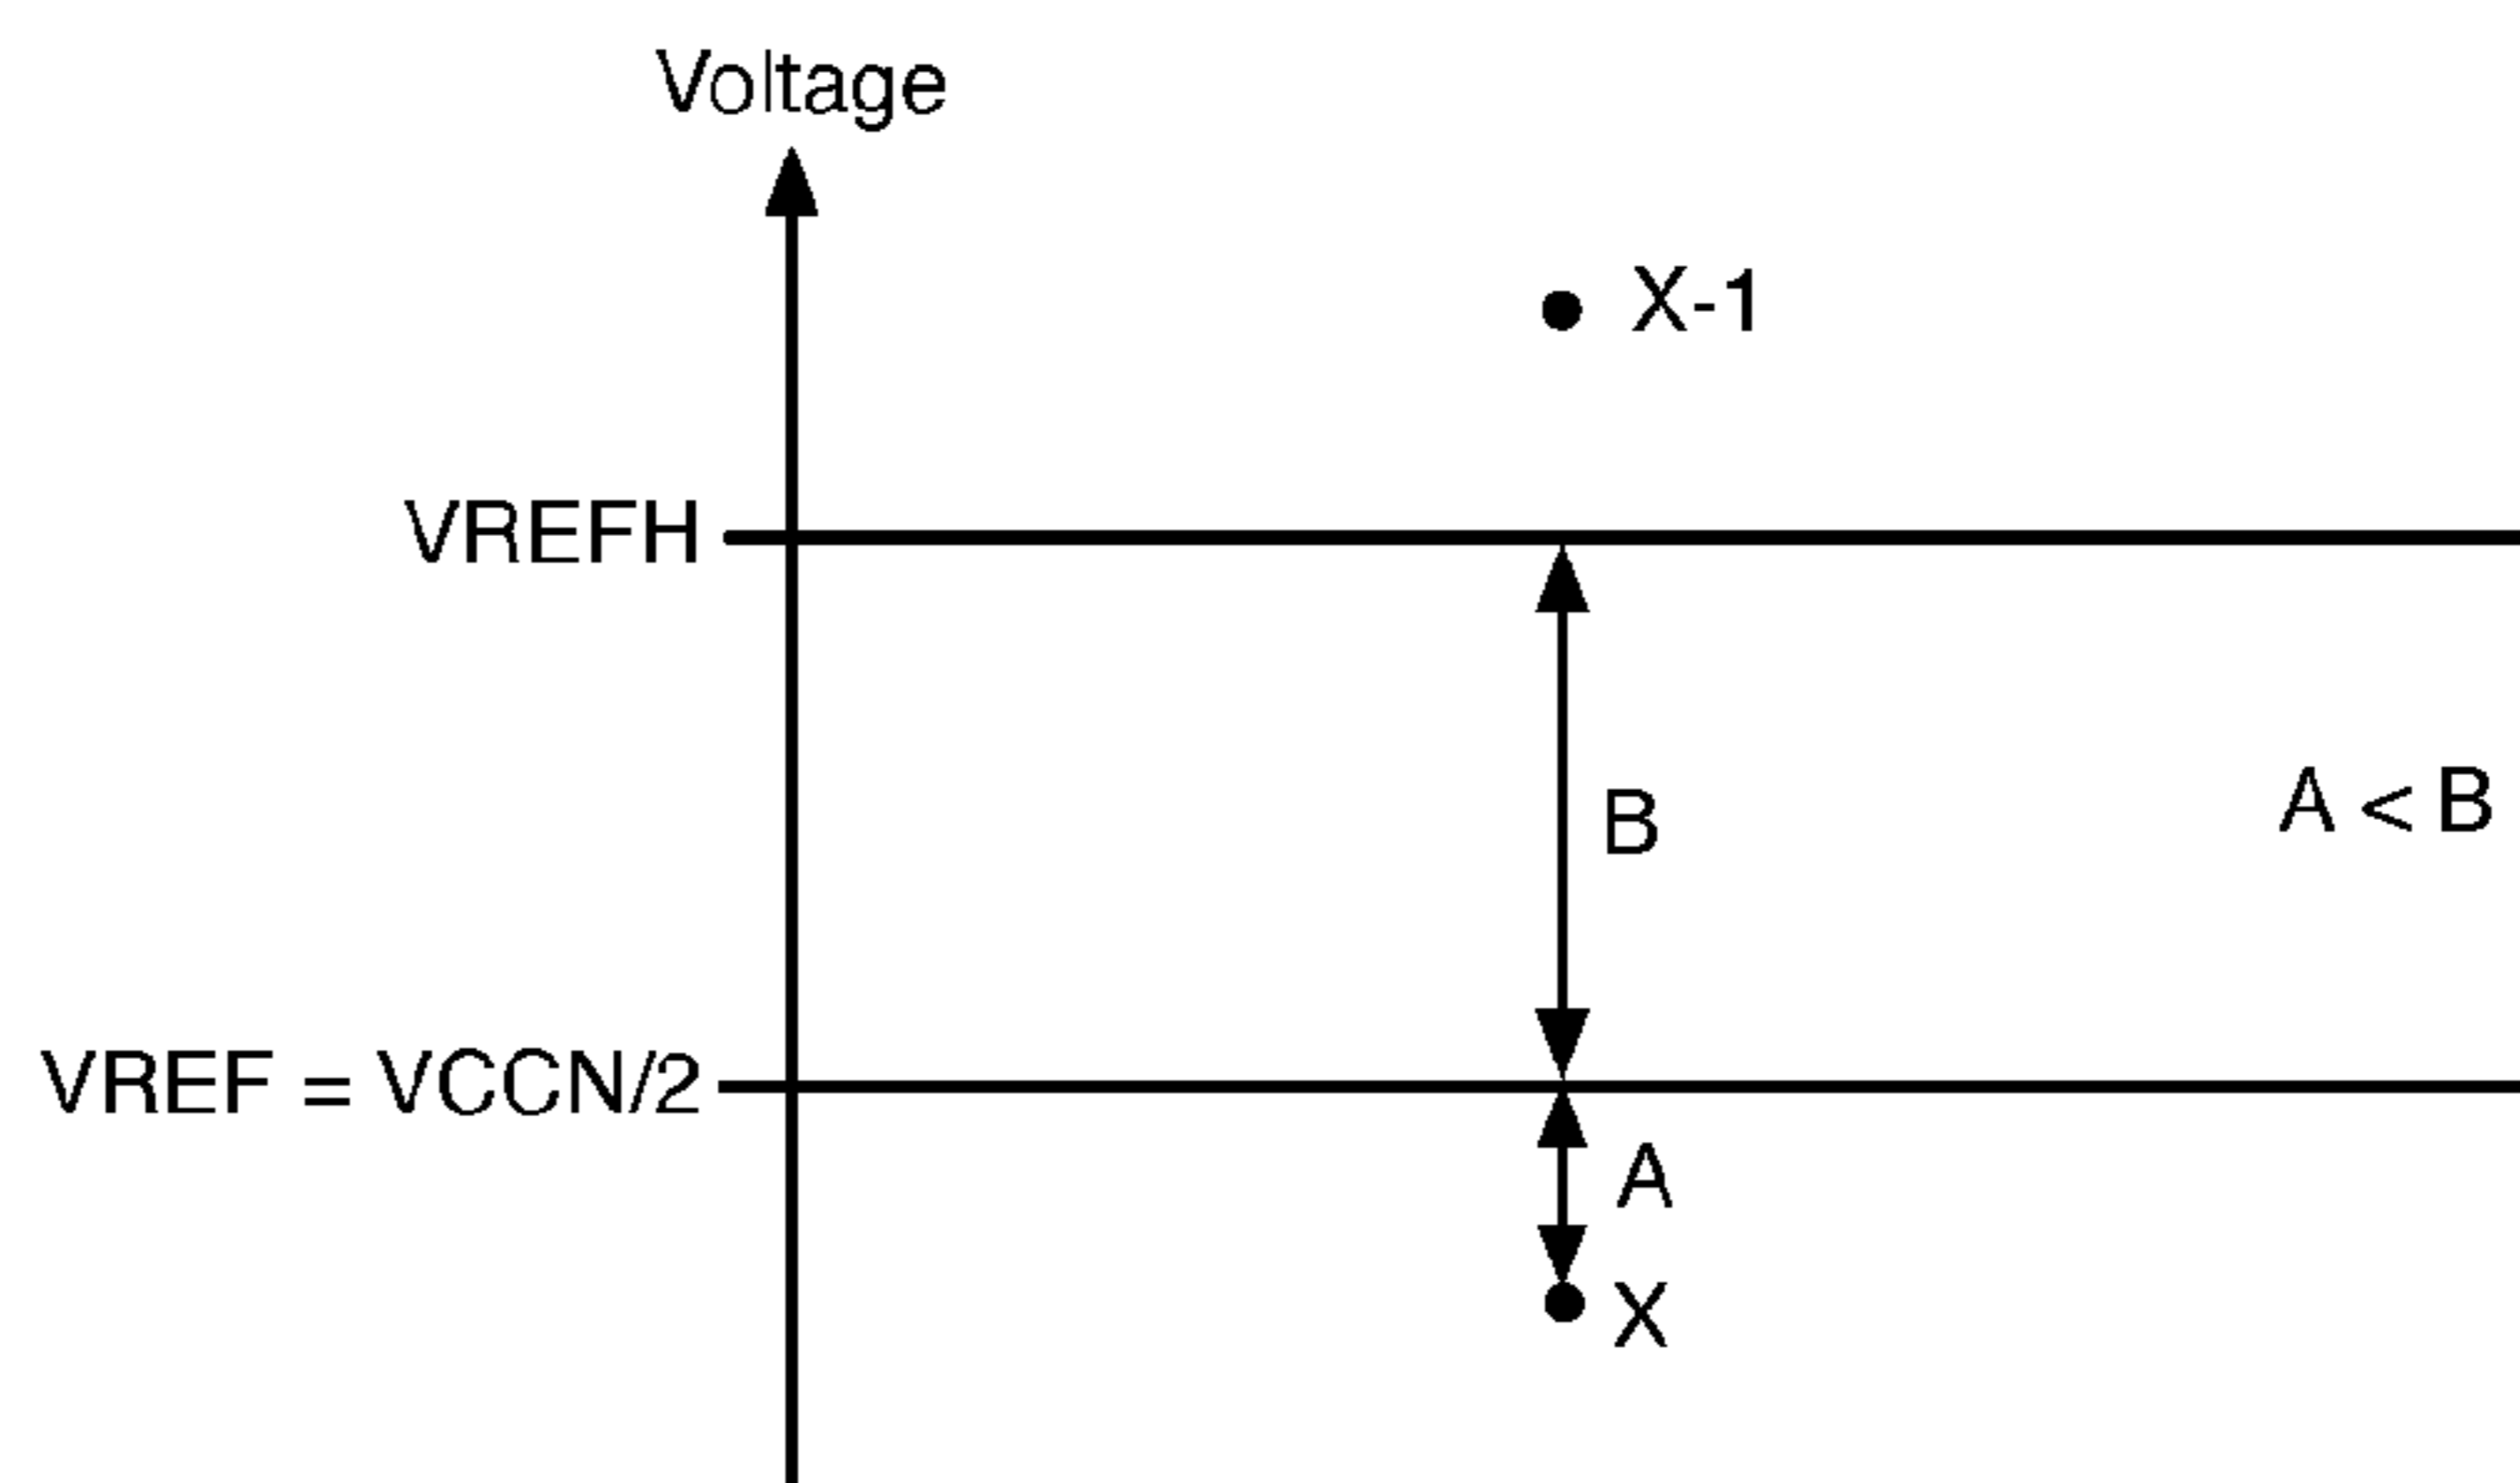 Voltage
X-1
VREFH
B
A < B
VREF = VCCN/2
A
X